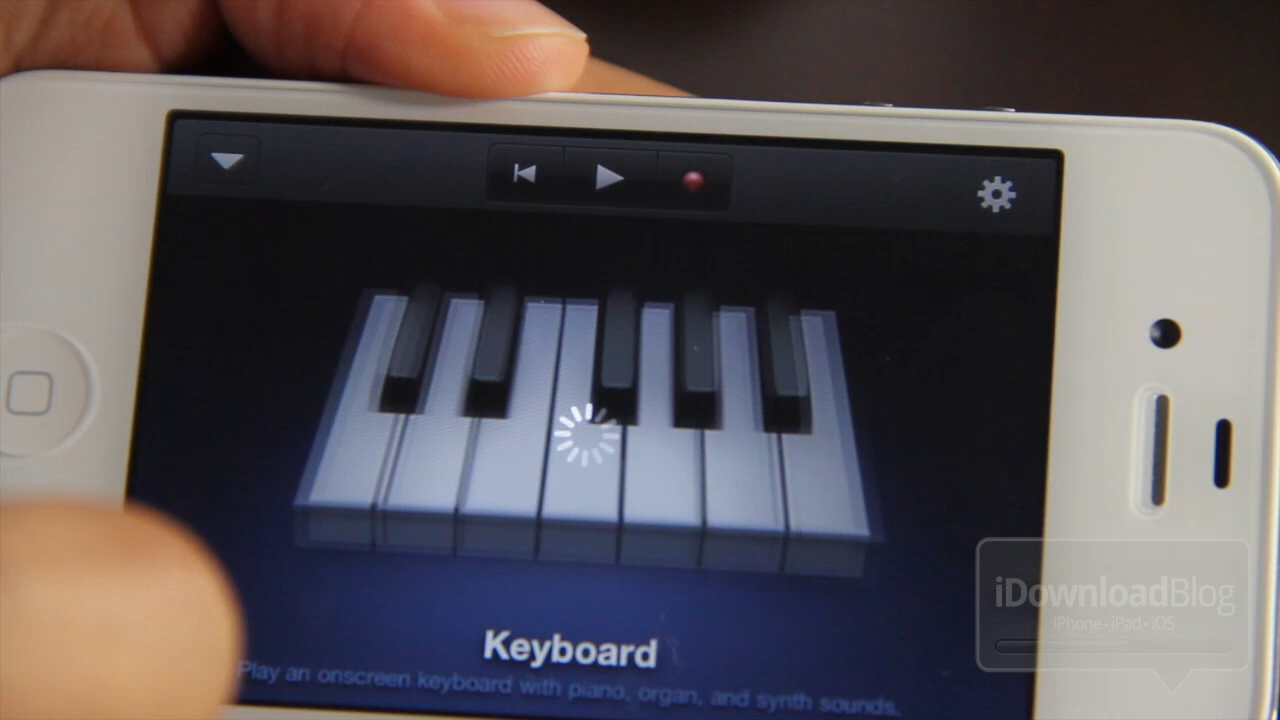 Keyboard
Play an onscreen keyboard with piano, organ, and synth sounds.
iDownloadBlog
iPhone • iPad • iOS